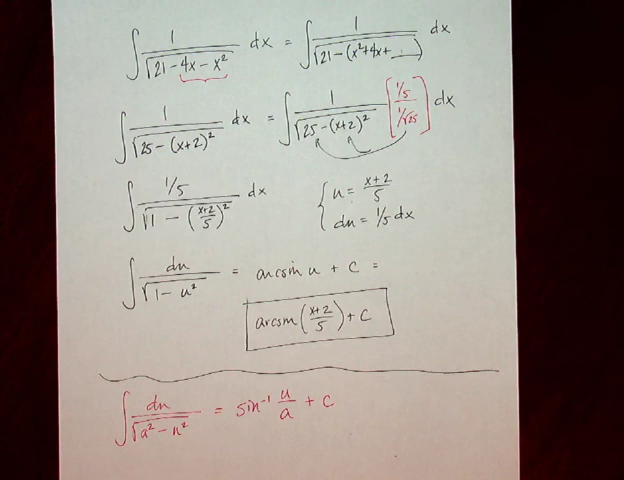 ∫ 1/√(21-4x-x²) dx = ∫ 1/√(21-(x²+4x+__)) dx
∫ 1/√(25-(x+2)²) dx = ∫ 1/√(25-(x+2)²) [(1/5)/(1/√25)] dx
∫ (1/5)/√(1-((x+2)/5)²) dx { u = (x+2)/5
du = 1/5 dx
∫ du/√(1-u²) = arcsin u + c =
arcsin((x+2)/5) + c
∫ du/√(a²-u²) = sin⁻¹ u/a + c